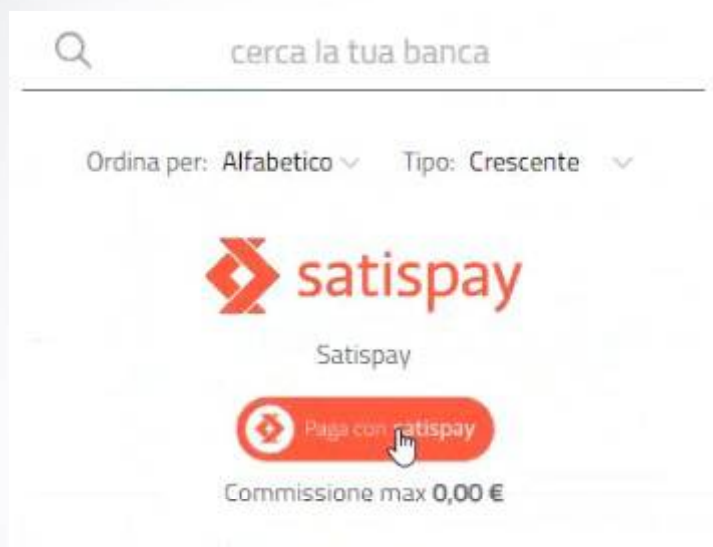 cerca la tua banca
Ordina per: Alfabetico Tipo: Crescente
satispay
Satispay
Paga con satispay
Commissione max 0,00 €